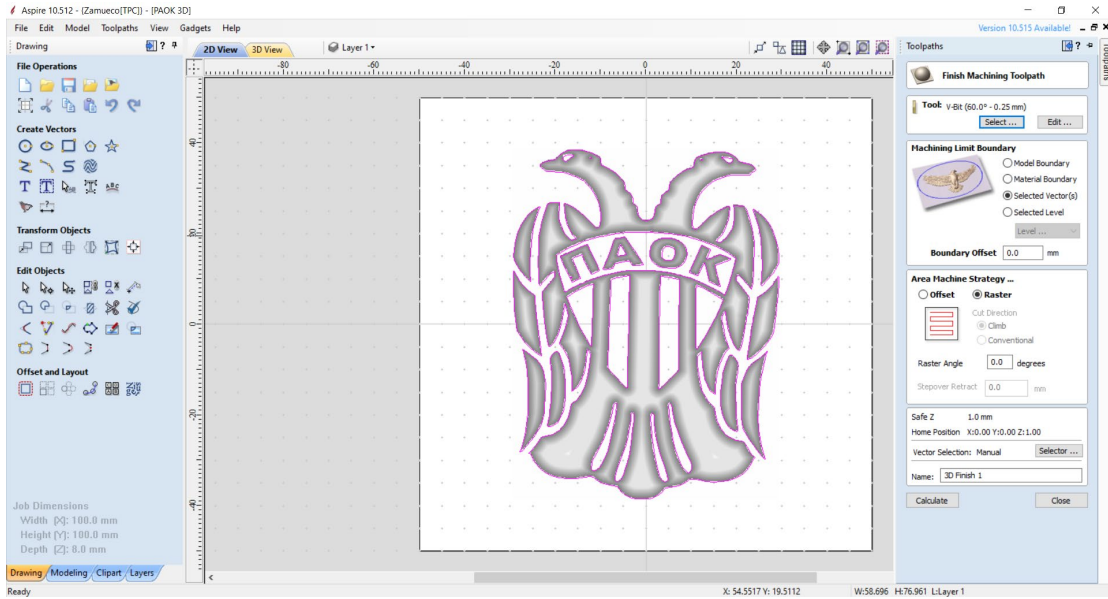 Aspire 10.512 - {Zamueco[TPC]} - [PAOK 3D]
File Edit Model Toolpaths View Gadgets Help
Version 10.515 Available!
Drawing
2D View 3D View Layer 1
File Operations
Create Vectors
Transform Objects
Edit Objects
Offset and Layout
Job Dimensions
Width [X]: 100.0 mm
Height [Y]: 100.0 mm
Depth [Z]: 8.0 mm
Drawing Modeling Clipart Layers
-80 -60 -40 -20 0 20 40
40
20
0
-20
-40
ΠΑΟΚ
Toolpaths
Toolpaths
Finish Machining Toolpath
Tool: V-Bit (60.0° - 0.25 mm)
Select ... Edit ...
Machining Limit Boundary
Model Boundary
Material Boundary
Selected Vector(s)
Selected Level
Level ...
Boundary Offset 0.0 mm
Area Machine Strategy ...
Offset Raster
Cut Direction
Climb
Conventional
Raster Angle 0.0 degrees
Stepover Retract 0.0 mm
Safe Z 1.0 mm
Home Position X:0.00 Y:0.00 Z:1.00
Vector Selection: Manual Selector ...
Name: 3D Finish 1
Calculate Close
Ready
X: 54.5517 Y: 19.5112 W:58.696 H:76.961 L:Layer 1